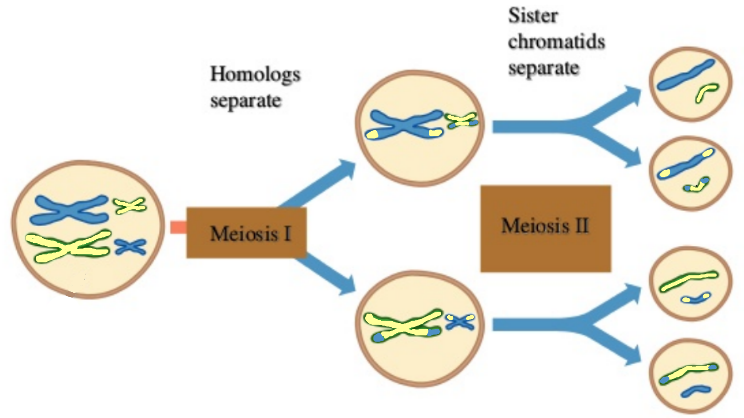 Sister
chromatids
separate
Homologs
separate
Meiosis I
Meiosis II